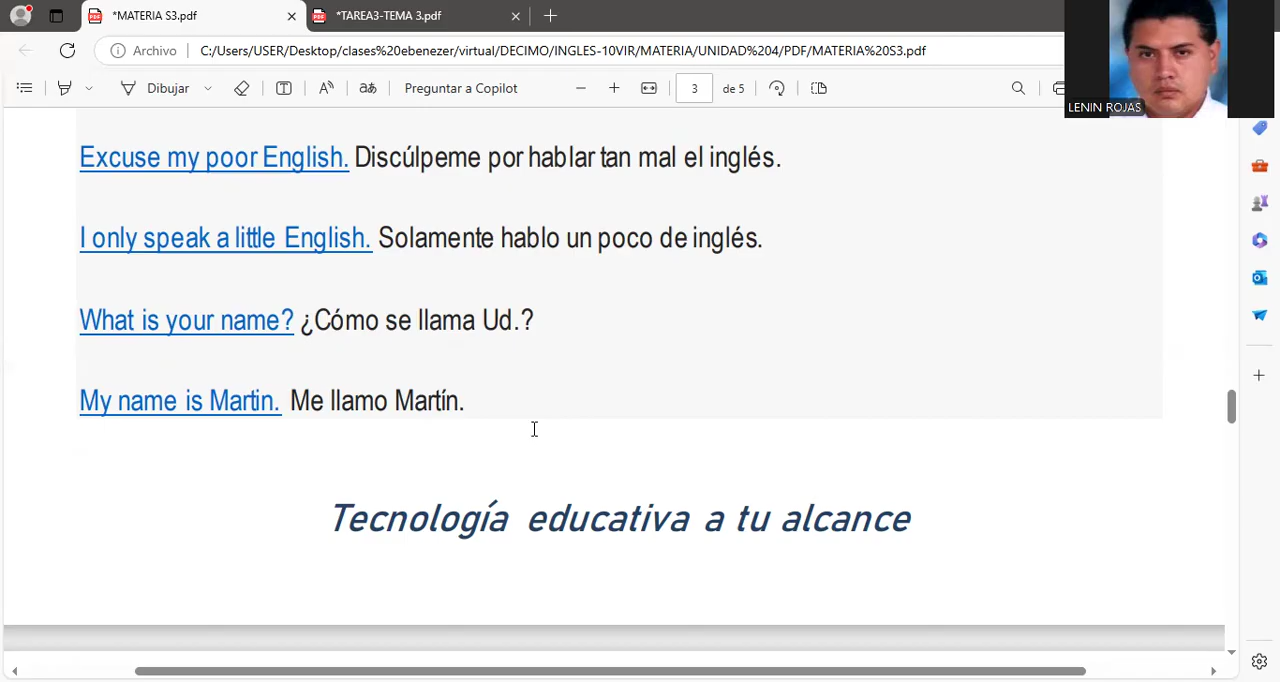 *MATERIA S3.pdf
*TAREA3-TEMA 3.pdf
Archivo
C:/Users/USER/Desktop/clases%20ebenezer/virtual/DECIMO/INGLES-10VIR/MATERIA/UNIDAD%204/PDF/MATERIA%20S3.pdf
Dibujar
Preguntar a Copilot
3
de 5
LENIN ROJAS
Excuse my poor English. Discúlpeme por hablar tan mal el inglés.
I only speak a little English. Solamente hablo un poco de inglés.
What is your name? ¿Cómo se llama Ud.?
My name is Martin. Me llamo Martín.
Tecnología educativa a tu alcance